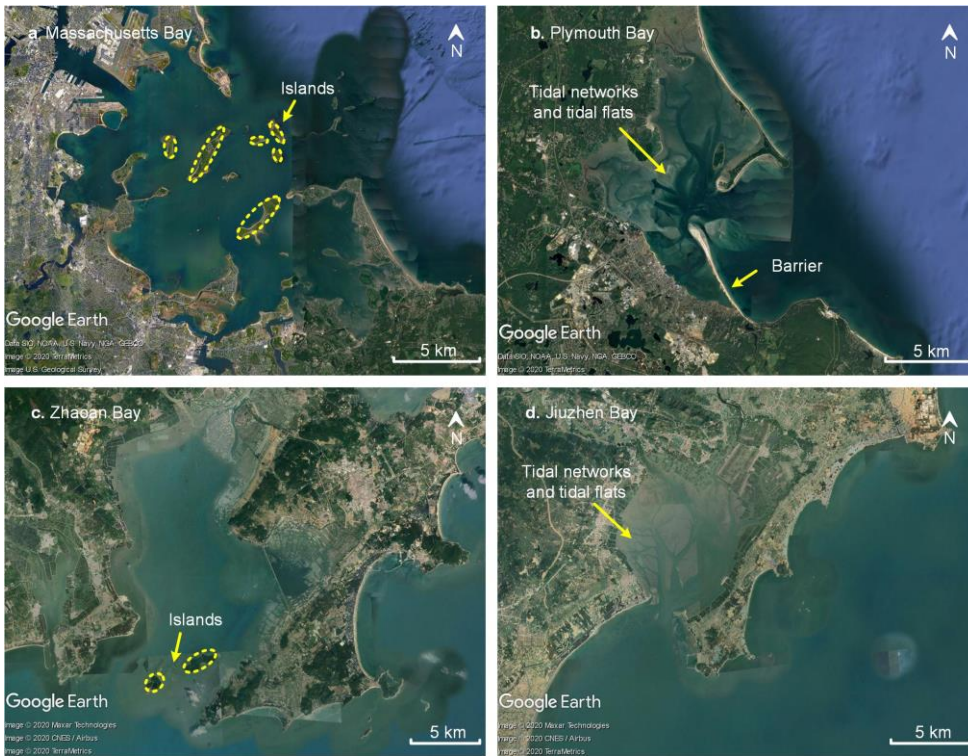 a. Massachusetts Bay
N
Islands
Google Earth
Data SIO, NOAA, U.S. Navy, NGA, GEBCO
Image © 2020 TerraMetrics
Image U.S. Geological Survey
5 km
b. Plymouth Bay
N
Tidal networks
and tidal flats
Barrier
Google Earth
Data SIO, NOAA, U.S. Navy, NGA, GEBCO
Image © 2020 TerraMetrics
5 km
c. Zhaoan Bay
N
Islands
Google Earth
Image © 2020 Maxar Technologies
Image © 2020 CNES / Airbus
Image © 2020 TerraMetrics
5 km
d. Jiuzhen Bay
N
Tidal networks
and tidal flats
Google Earth
Image © 2020 Maxar Technologies
Image © 2020 CNES / Airbus
Image © 2020 TerraMetrics
5 km